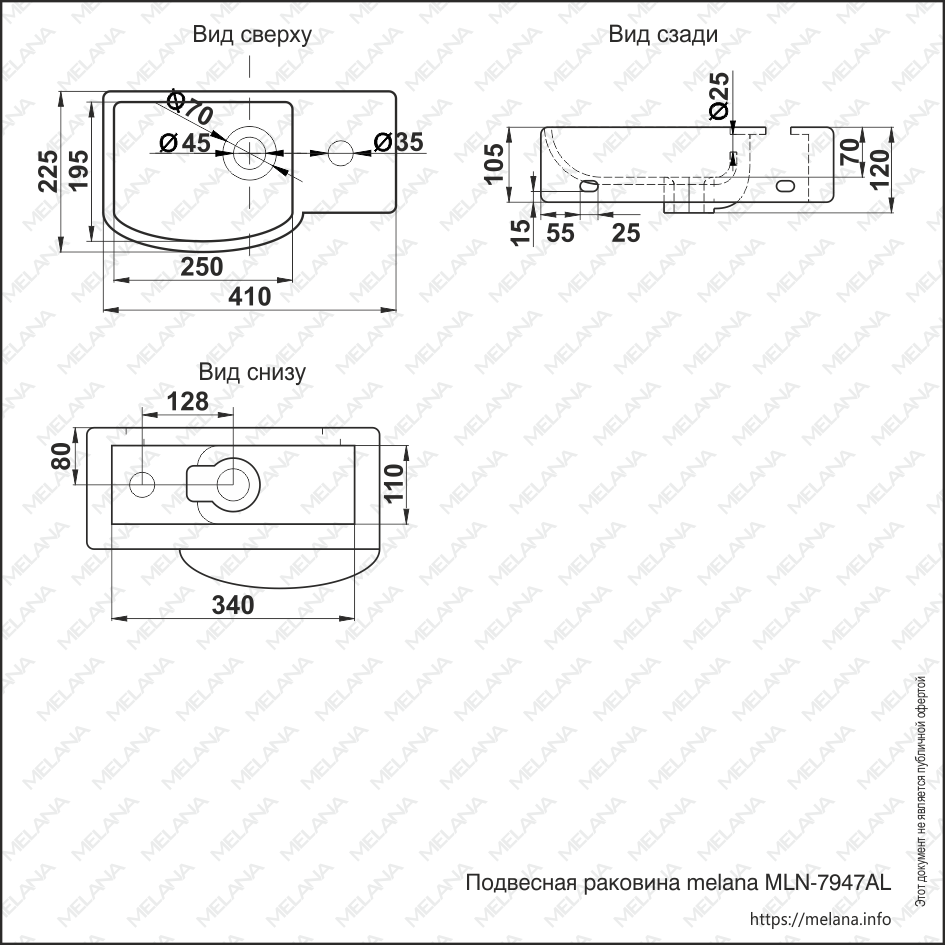 Вид сверху
Вид сзади
Ø70
Ø45
Ø35
225
195
250
410
Ø25
105
70
120
15
55
25
Вид снизу
128
80
110
340
Этот документ не является публичной офертой
Подвесная раковина melana MLN-7947AL
https://melana.info
MELANA